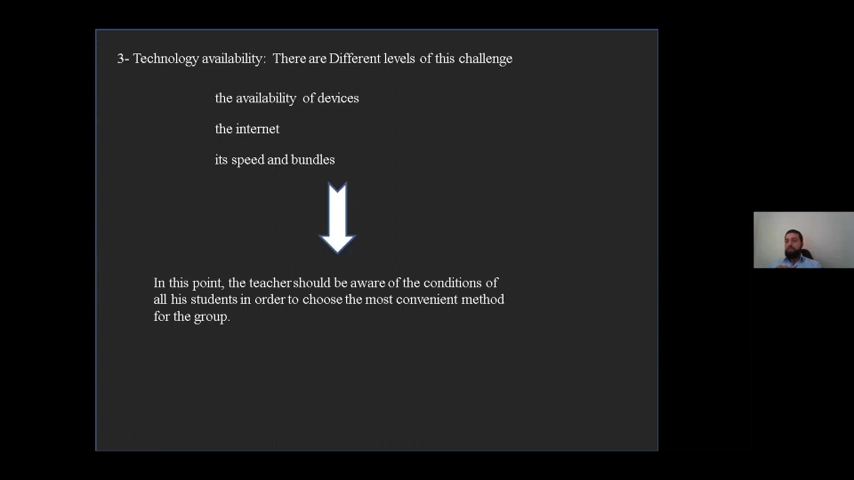 3- Technology availability: There are Different levels of this challenge
the availability of devices
the internet
its speed and bundles
In this point, the teacher should be aware of the conditions of
all his students in order to choose the most convenient method
for the group.